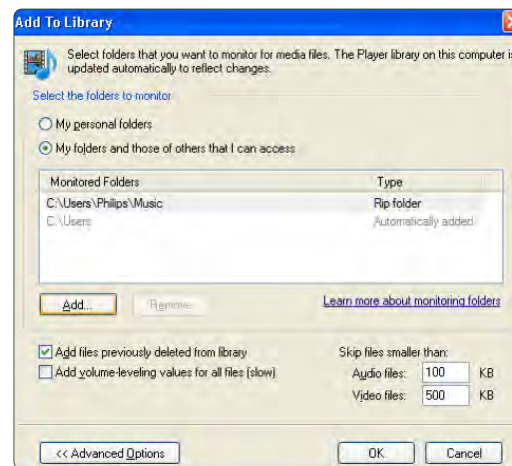 Add To Library
Select folders that you want to monitor for media files. The Player library on this computer is
updated automatically to reflect changes.
Select the folders to monitor
My personal folders
My folders and those of others that I can access
Monitored Folders Type
C:\Users\Philips\Music Rip folder
C:\Users Automatically added
Add... Remove Learn more about monitoring folders
Add files previously deleted from library Skip files smaller than:
Add volume-leveling values for all files (slow) Audio files: 100 KB
Video files: 500 KB
<< Advanced Options OK Cancel